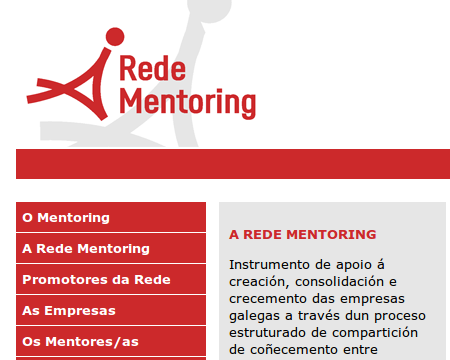 Rede
Mentoring
O Mentoring
A Rede Mentoring
Promotores da Rede
As Empresas
Os Mentores/as
A REDE MENTORING
Instrumento de apoio á
creación, consolidación e
crecemento das empresas
galegas a través dun proceso
estruturado de compartición
de coñecemento entre